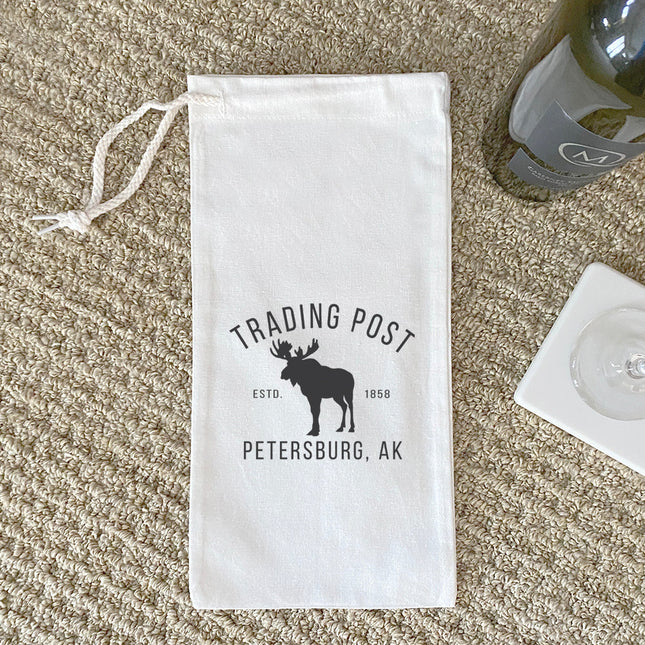 TRADING POST
ESTD. 1858
PETERSBURG, AK
M